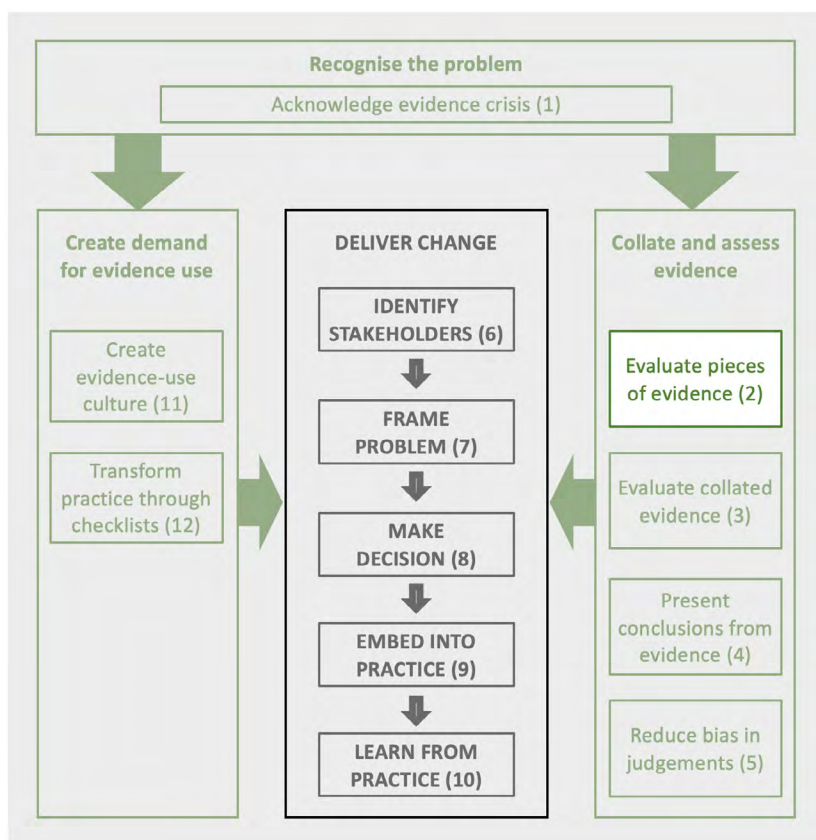 Recognise the problem
Acknowledge evidence crisis (1)
Create demand
for evidence use
Create
evidence-use
culture (11)
Transform
practice through
checklists (12)
DELIVER CHANGE
IDENTIFY
STAKEHOLDERS (6)
FRAME
PROBLEM (7)
MAKE
DECISION (8)
EMBED INTO
PRACTICE (9)
LEARN FROM
PRACTICE (10)
Collate and assess
evidence
Evaluate pieces
of evidence (2)
Evaluate collated
evidence (3)
Present
conclusions from
evidence (4)
Reduce bias in
judgements (5)